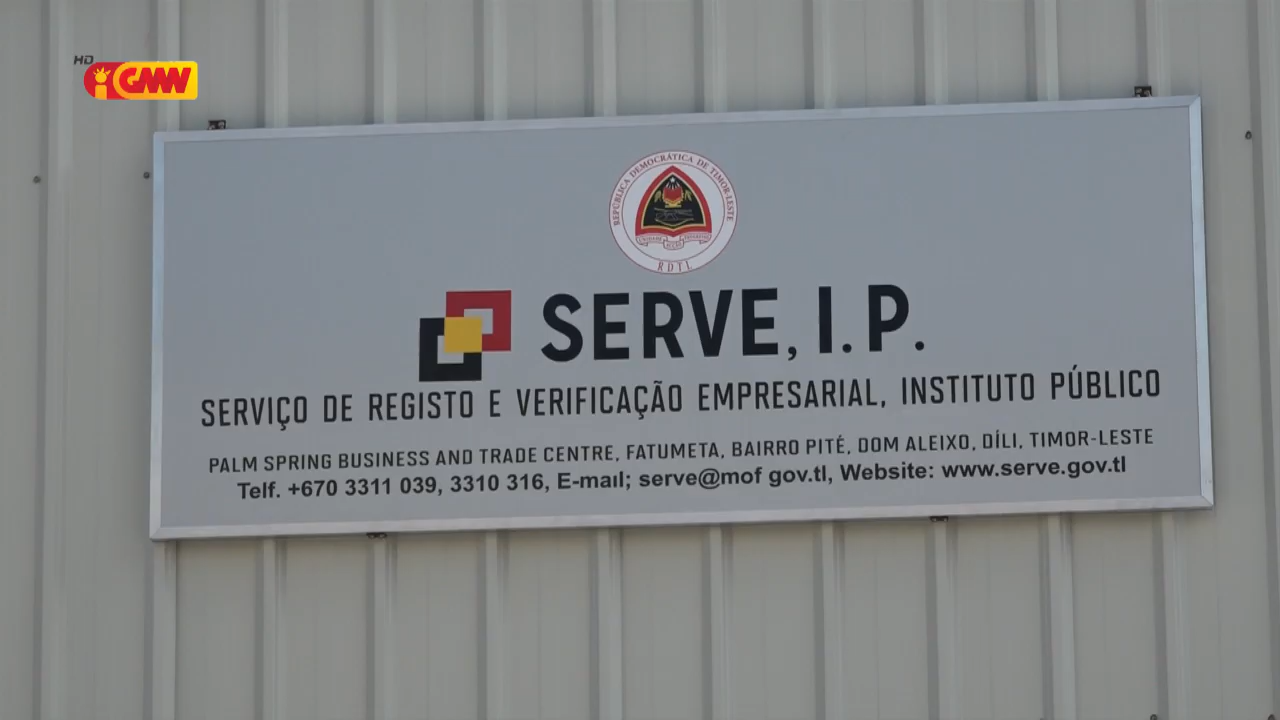 HD
GMN
REPÚBLICA DEMOCRÁTICA DE TIMOR-LESTE
RDTL
SERVE, I.P.
SERVIÇO DE REGISTO E VERIFICAÇÃO EMPRESARIAL, INSTITUTO PÚBLICO
PALM SPRING BUSINESS AND TRADE CENTRE, FATUMETA, BAIRRO PITÉ, DOM ALEIXO, DÍLI, TIMOR-LESTE
Telf. +670 3311 039, 3310 316, E-maıl; serve@mof gov.tl, Website: www.serve.gov.tl